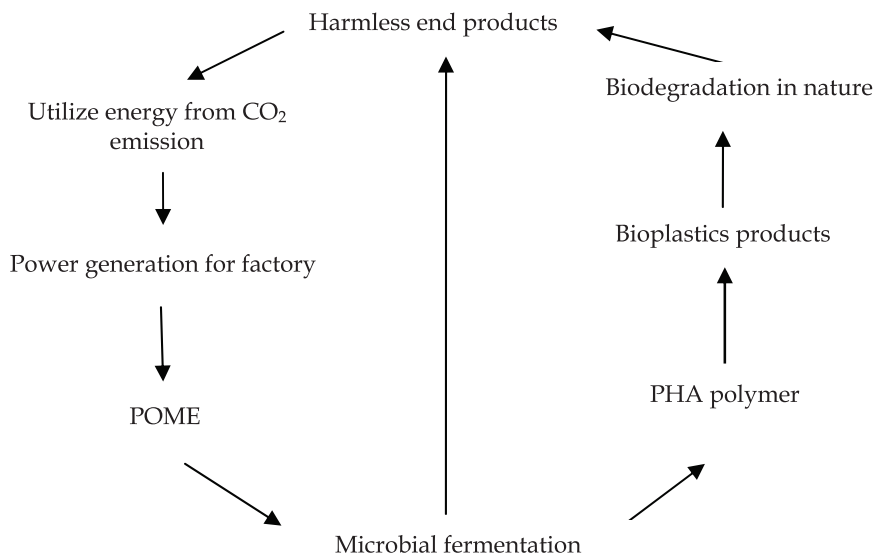 Harmless end products
Biodegradation in nature
Utilize energy from CO₂
emission
Bioplastics products
Power generation for factory
PHA polymer
POME
Microbial fermentation